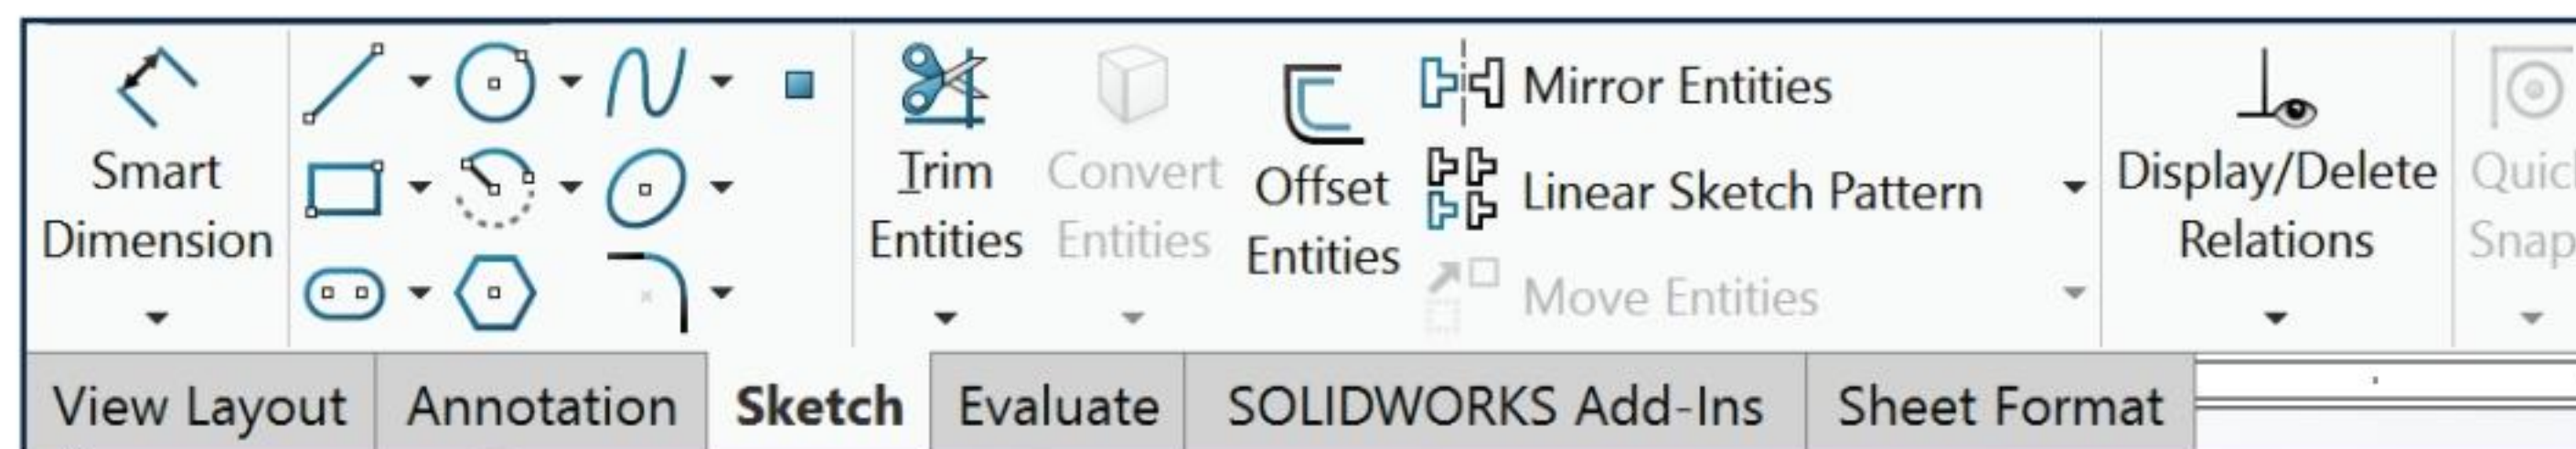 Smart
Dimension
Trim
Entities
Convert
Entities
Offset
Entities
Mirror Entities
Linear Sketch Pattern
Move Entities
Display/Delete
Relations
Snap
View Layout
Annotation
Sketch
Evaluate
SOLIDWORKS Add-Ins
Sheet Format